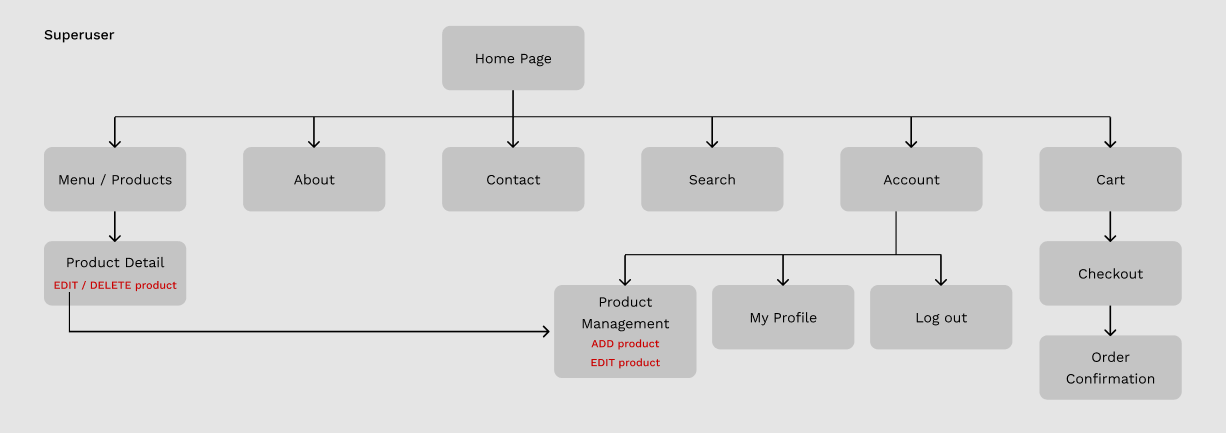 Superuser
Home Page
Menu / Products
About
Contact
Search
Account
Cart
Product Detail
EDIT / DELETE product
Product
Management
ADD product
EDIT product
My Profile
Log out
Checkout
Order
Confirmation